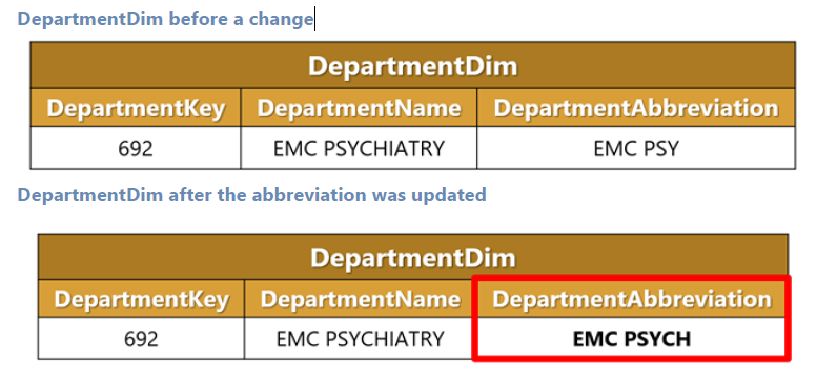 DepartmentDim before a change
DepartmentDim
DepartmentKey DepartmentName DepartmentAbbreviation
692 EMC PSYCHIATRY EMC PSY
DepartmentDim after the abbreviation was updated
DepartmentDim
DepartmentKey DepartmentName DepartmentAbbreviation
692 EMC PSYCHIATRY EMC PSYCH